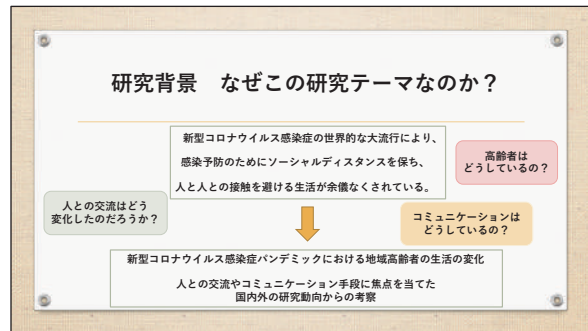 研究背景　なぜこの研究テーマなのか？
新型コロナウイルス感染症の世界的な大流行により、
感染予防のためにソーシャルディスタンスを保ち、
人と人との接触を避ける生活が余儀なくされている。
高齢者は
どうしているの？
人との交流はどう
変化したのだろうか？
コミュニケーションは
どうしているの？
新型コロナウイルス感染症パンデミックにおける地域高齢者の生活の変化
人との交流やコミュニケーション手段に焦点を当てた
国内外の研究動向からの考察